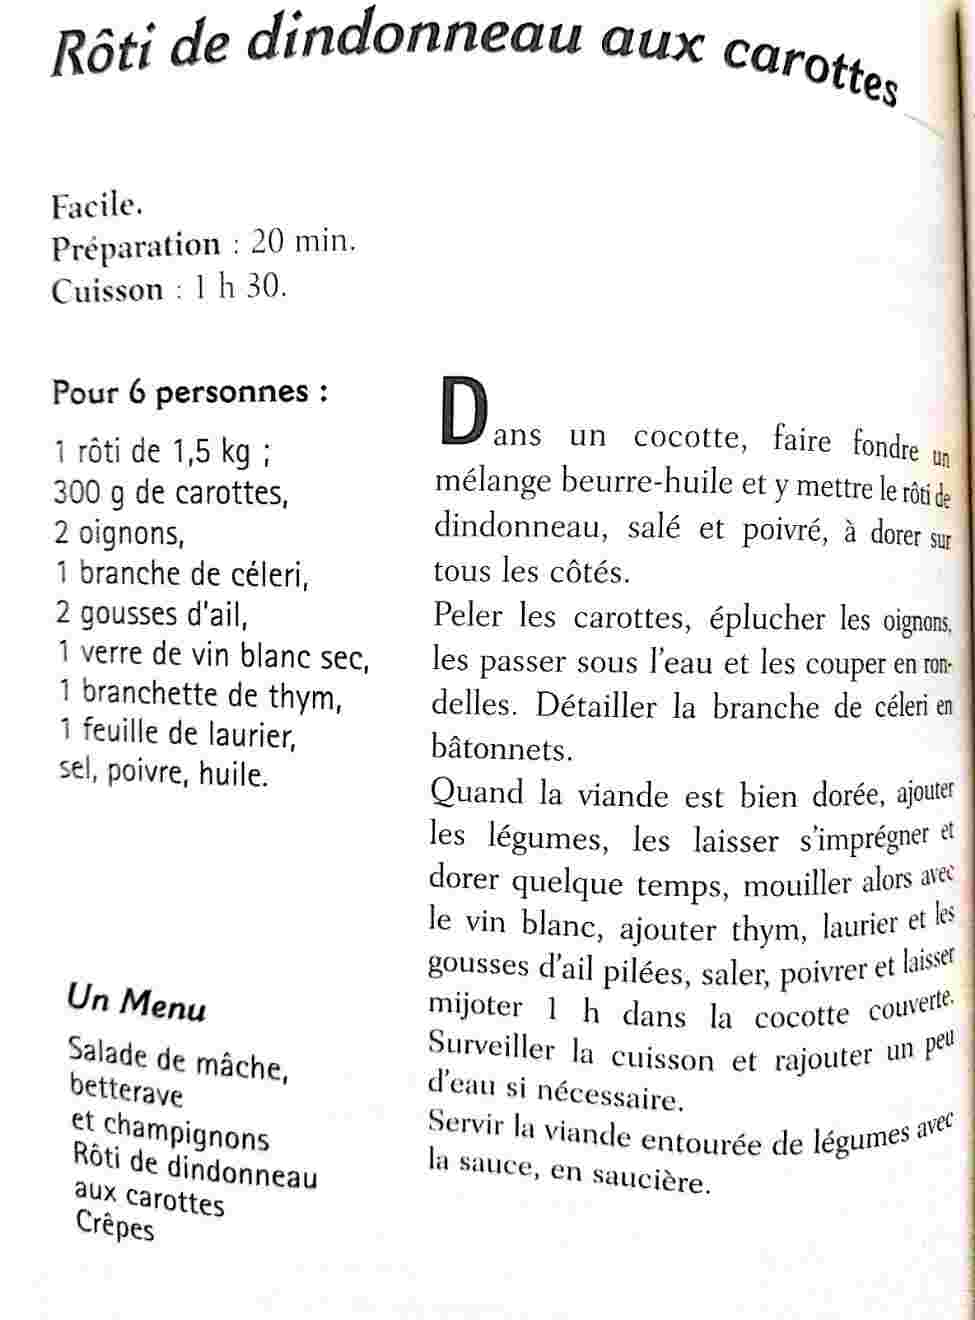 Rôti de dindonneau aux carottes
Facile.
Préparation : 20 min.
Cuisson : 1 h 30.
Pour 6 personnes :
1 rôti de 1,5 kg ;
300 g de carottes,
2 oignons,
1 branche de céleri,
2 gousses d'ail,
1 verre de vin blanc sec,
1 branchette de thym,
1 feuille de laurier,
sel, poivre, huile.
Un Menu
Salade de mâche,
betterave
et champignons
Rôti de dindonneau
aux carottes
Crêpes
Dans un cocotte, faire fondre un
mélange beurre-huile et y mettre le rôti de
dindonneau, salé et poivré, à dorer sur
tous les côtés.
Peler les carottes, éplucher les oignons,
les passer sous l'eau et les couper en ron-
delles. Détailler la branche de céleri en
bâtonnets.
Quand la viande est bien dorée, ajouter
les légumes, les laisser s'imprégner et
dorer quelque temps, mouiller alors avec
le vin blanc, ajouter thym, laurier et les
gousses d'ail pilées, saler, poivrer et laisser
mijoter 1 h dans la cocotte couverte.
Surveiller la cuisson et rajouter un peu
d'eau si nécessaire.
Servir la viande entourée de légumes avec
la sauce, en saucière.